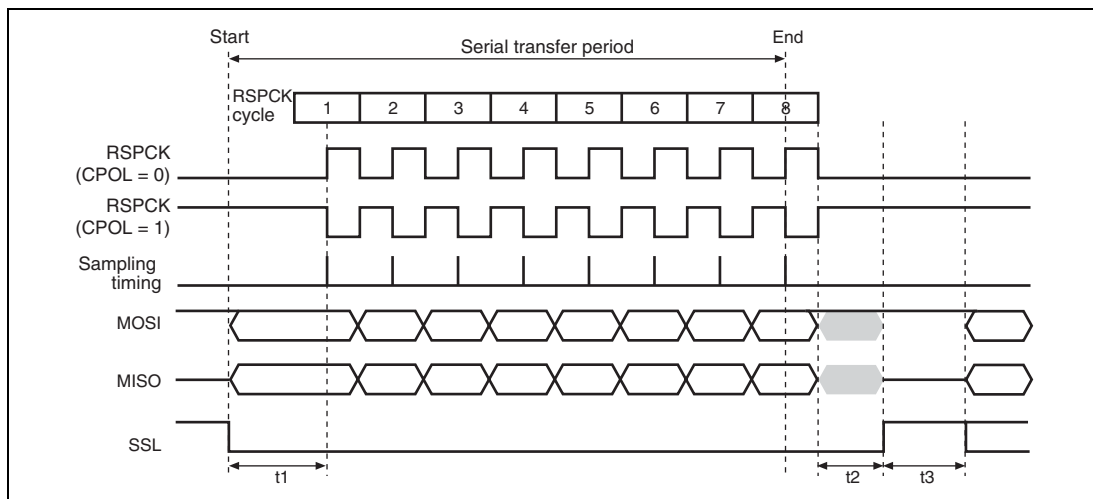 Start
End
Serial transfer period
RSPCK
cycle
1 2 3 4 5 6 7 8
RSPCK
(CPOL = 0)
RSPCK
(CPOL = 1)
Sampling
timing
MOSI
MISO
SSL
t1
t2
t3